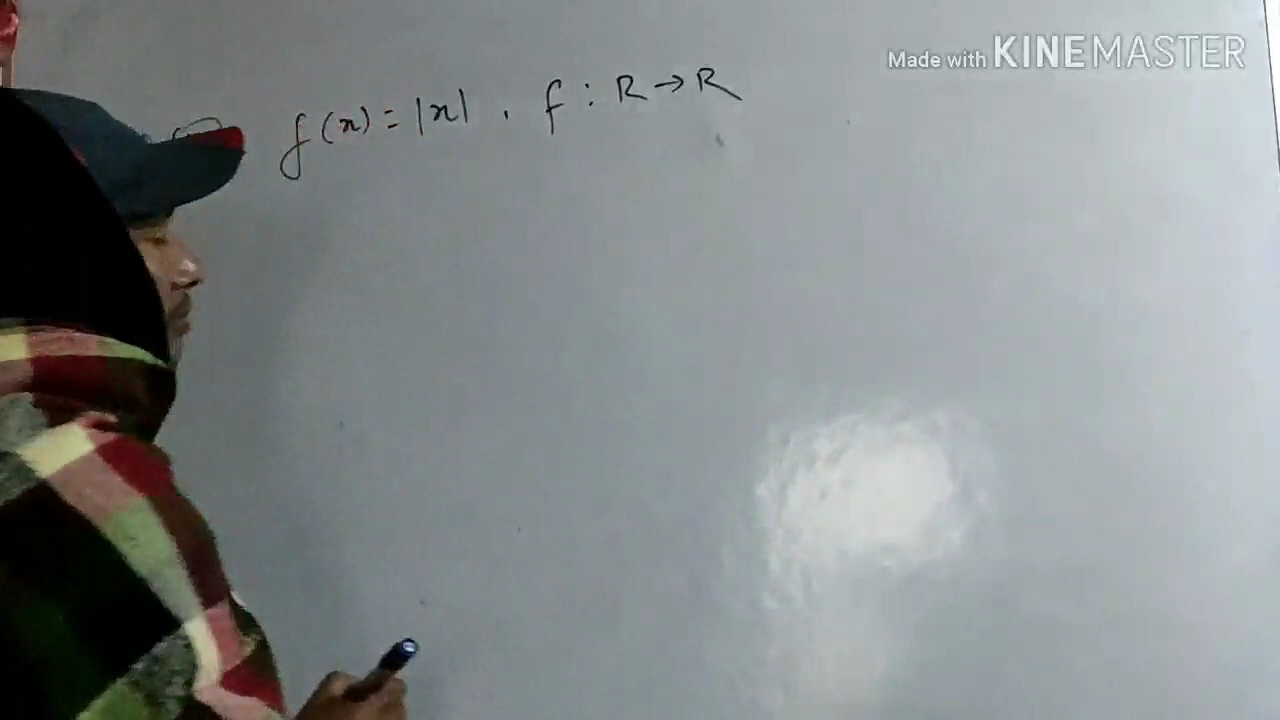 Made with KINEMASTER
f(x) = |x| , f : R → R